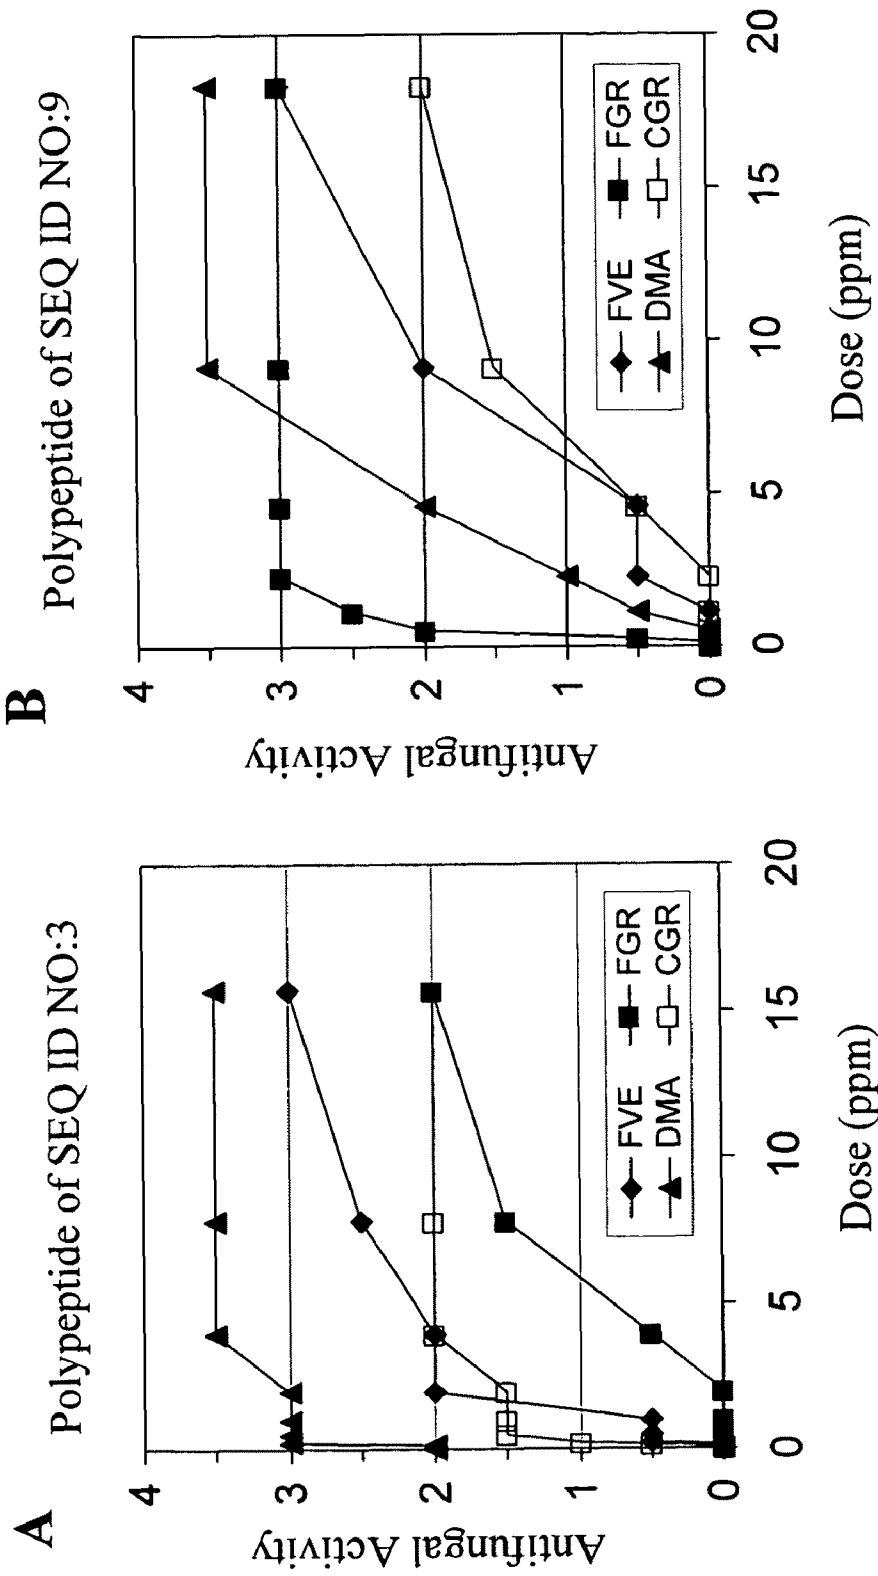 A
Polypeptide of SEQ ID NO:3
Antifungal Activity
4
3
2
1
0
0
5
10
15
20
Dose (ppm)
FVE
FGR
DMA
CGR
B
Polypeptide of SEQ ID NO:9
Antifungal Activity
4
3
2
1
0
0
5
10
15
20
Dose (ppm)
FVE
FGR
DMA
CGR